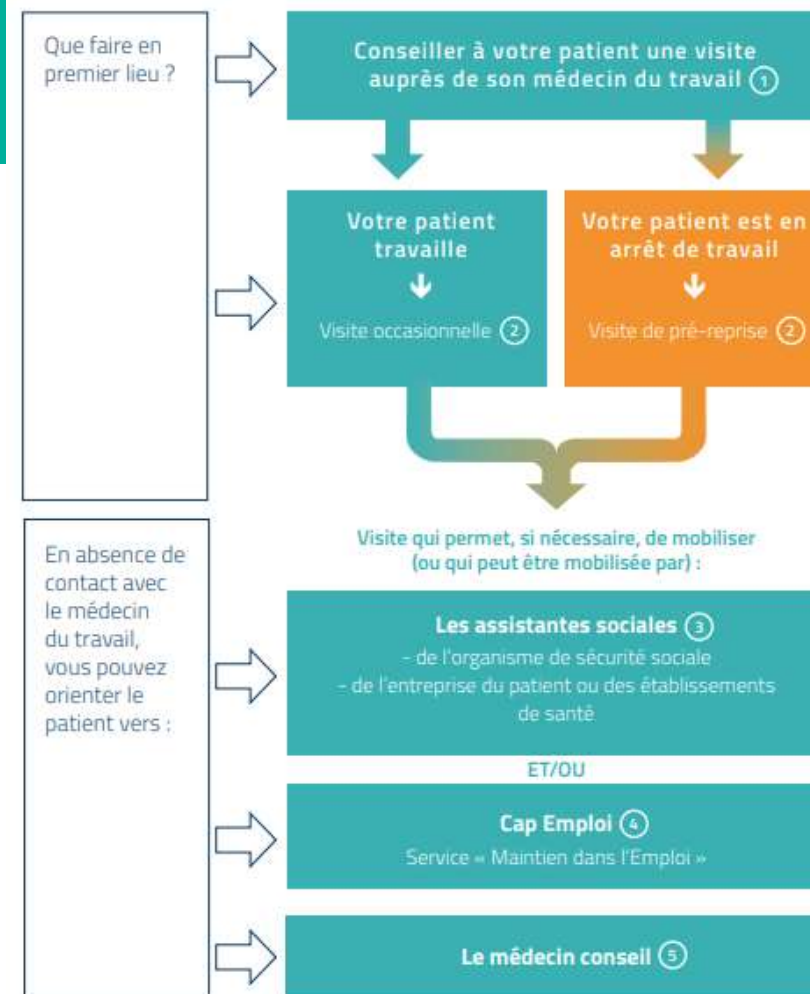 Que faire en
premier lieu ?
Conseiller à votre patient une visite
auprès de son médecin du travail 1
Votre patient
travaille
Visite occasionnelle 2
Votre patient est en
arrêt de travail
Visite de pré-reprise 2
Visite qui permet, si nécessaire, de mobiliser
(ou qui peut être mobilisée par) :
En absence de
contact avec
le médecin
du travail,
vous pouvez
orienter le
patient vers :
Les assistantes sociales 3
- de l'organisme de sécurité sociale
- de l'entreprise du patient ou des établissements
de santé
ET/OU
Cap Emploi 4
Service « Maintien dans l'Emploi »
Le médecin conseil 5